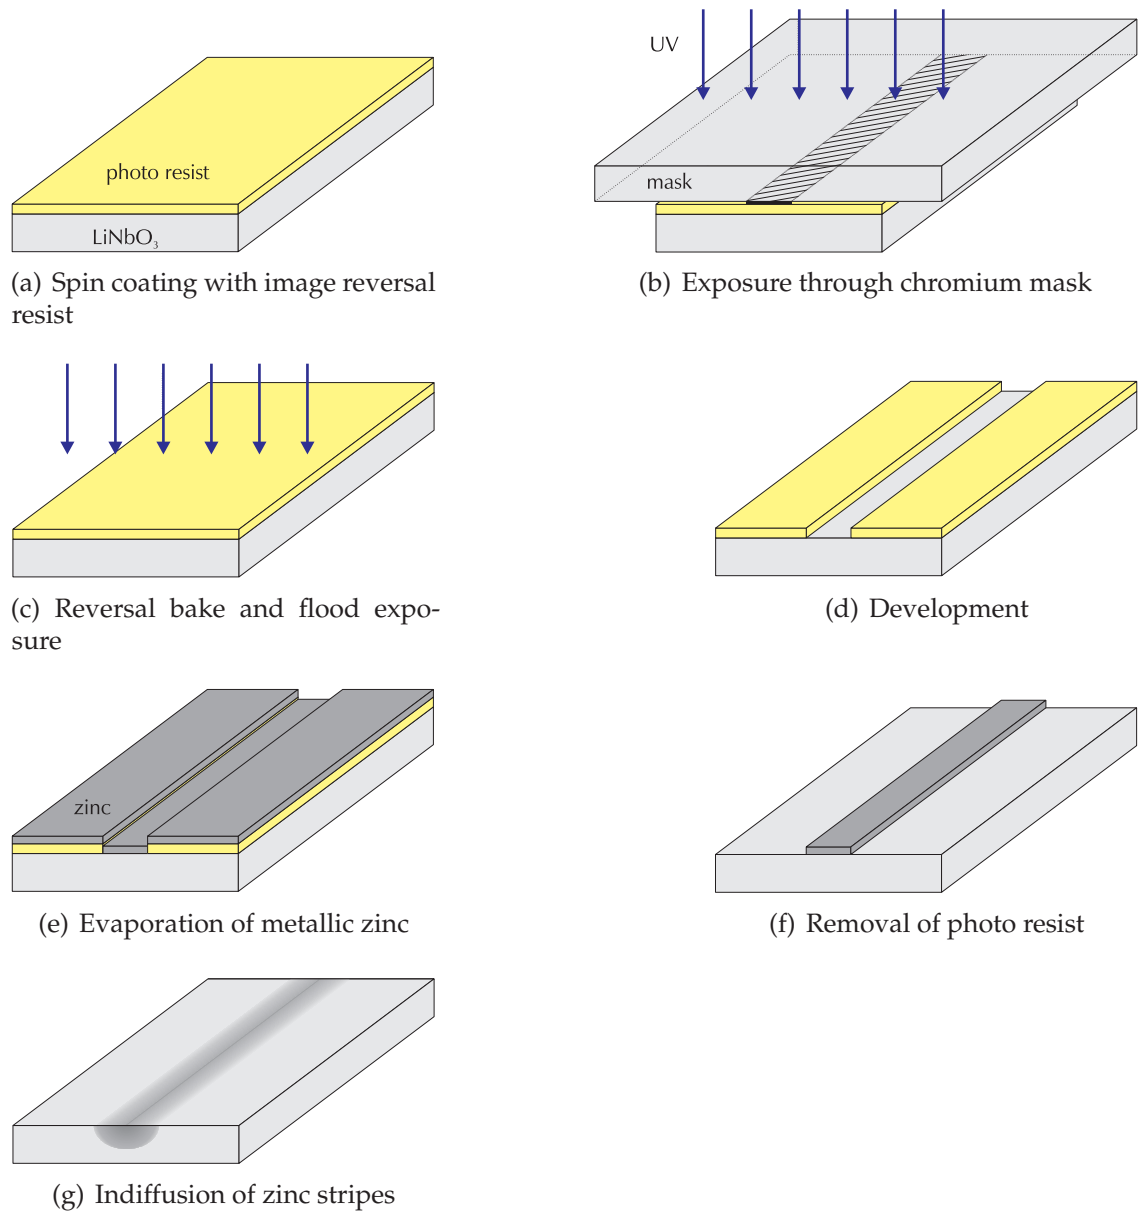 photo resist
LiNbO₃
(a) Spin coating with image reversal
resist
UV
mask
(b) Exposure through chromium mask
(c) Reversal bake and flood expo-
sure
(d) Development
zinc
(e) Evaporation of metallic zinc
(f) Removal of photo resist
(g) Indiffusion of zinc stripes